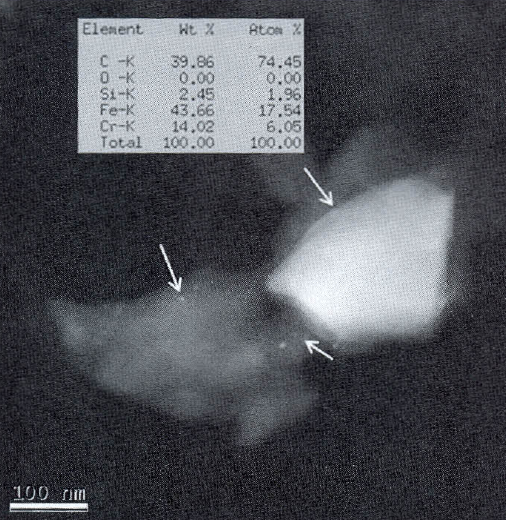 Element Wt % Atom %
C -K 39.86 74.45
O -K 0.00 0.00
Si-K 2.45 1.96
Fe-K 43.66 17.54
Cr-K 14.02 6.05
Total 100.00 100.00
100 nm